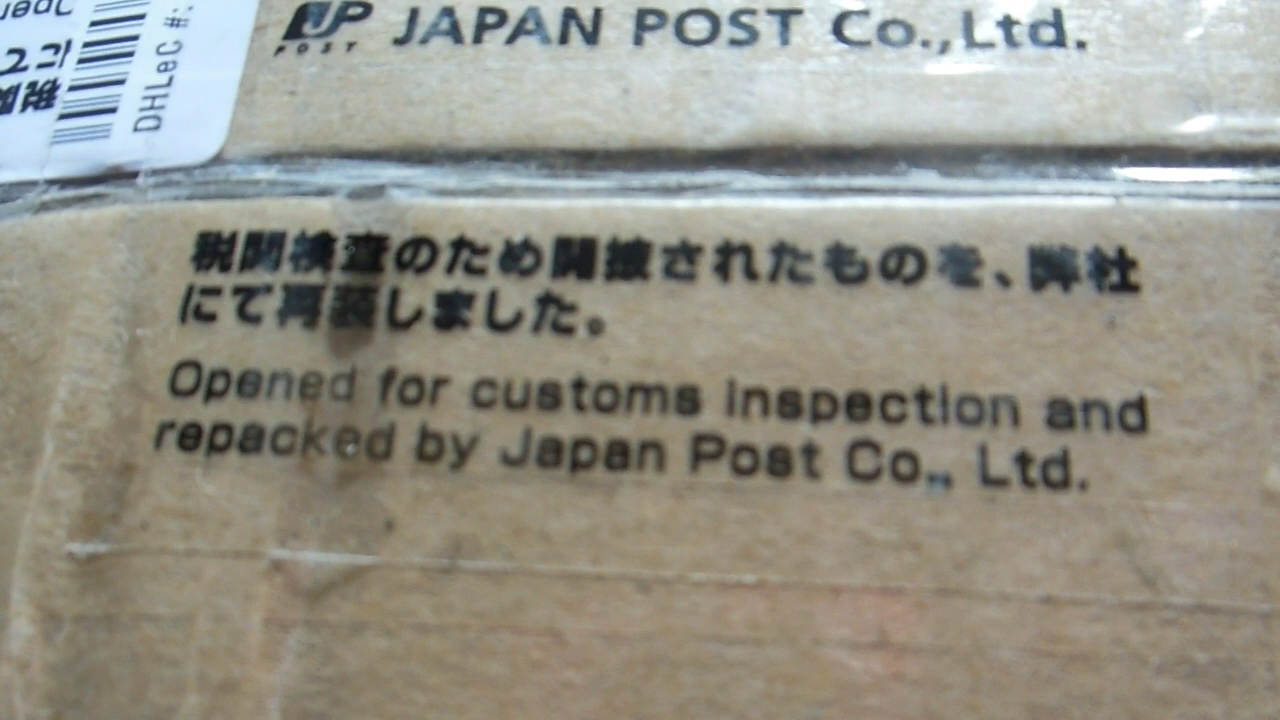 JP
POST
JAPAN POST Co.,Ltd.
DHLeC #:
税関検査のため開披されたものを、弊社
にて再装しました。
Opened for customs inspection and
repacked by Japan Post Co., Ltd.